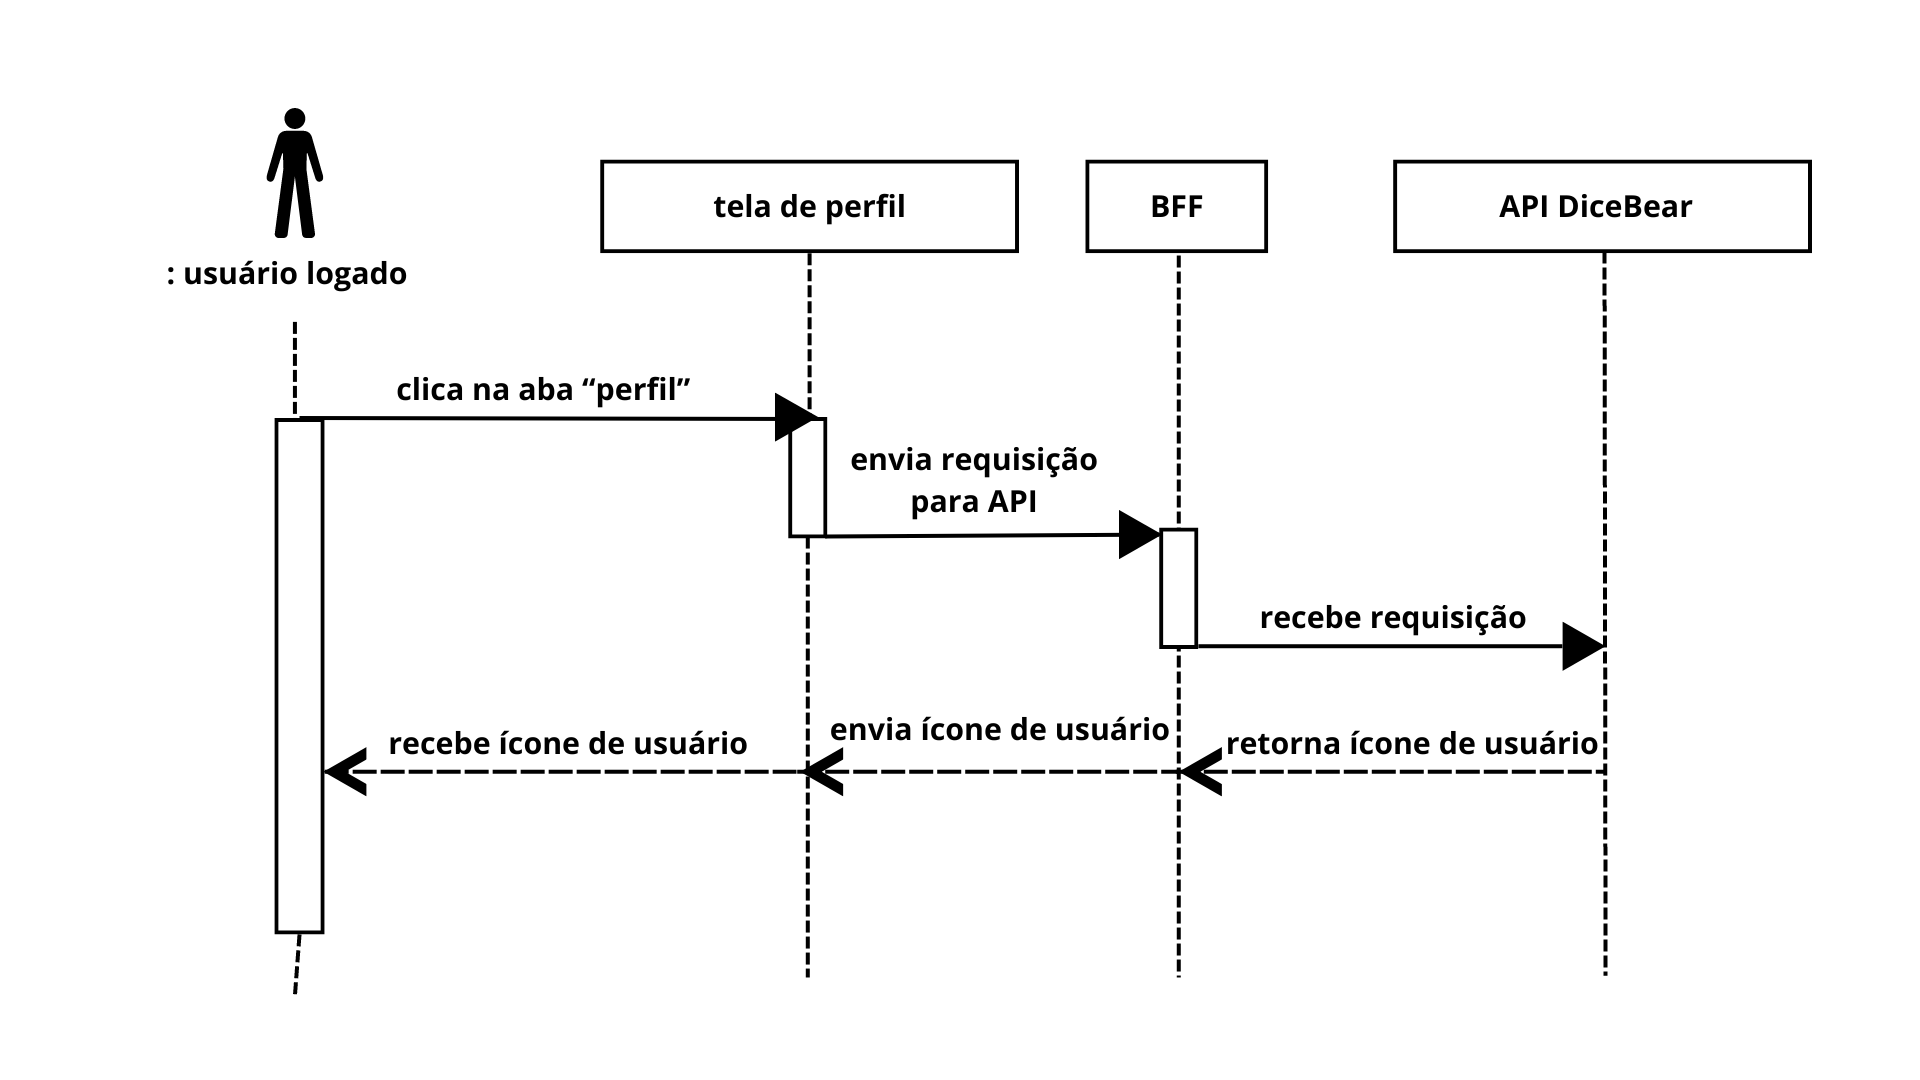 tela de perfil
BFF
API DiceBear
: usuário logado
clica na aba “perfil”
envia requisição
para API
recebe requisição
recebe ícone de usuário
envia ícone de usuário
retorna ícone de usuário